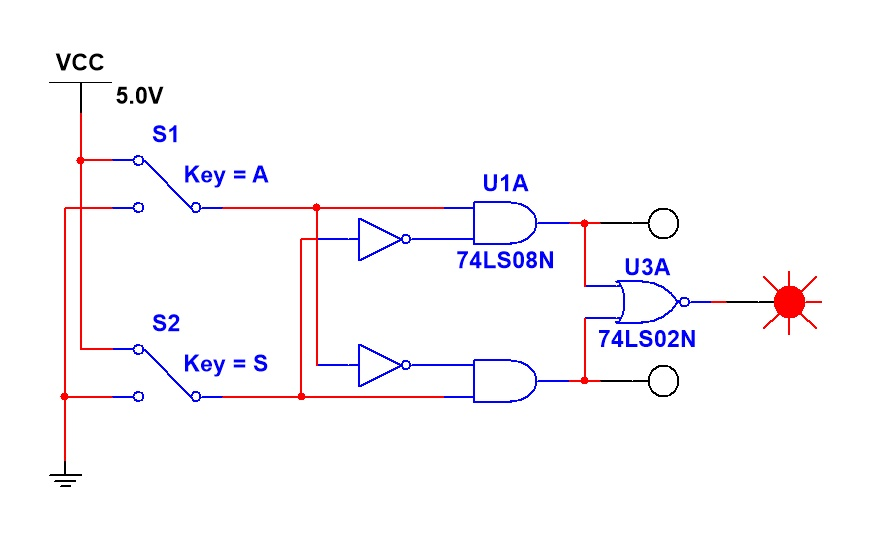 VCC
5.0V
S1
Key = A
U1A
74LS08N
U3A
74LS02N
S2
Key = S